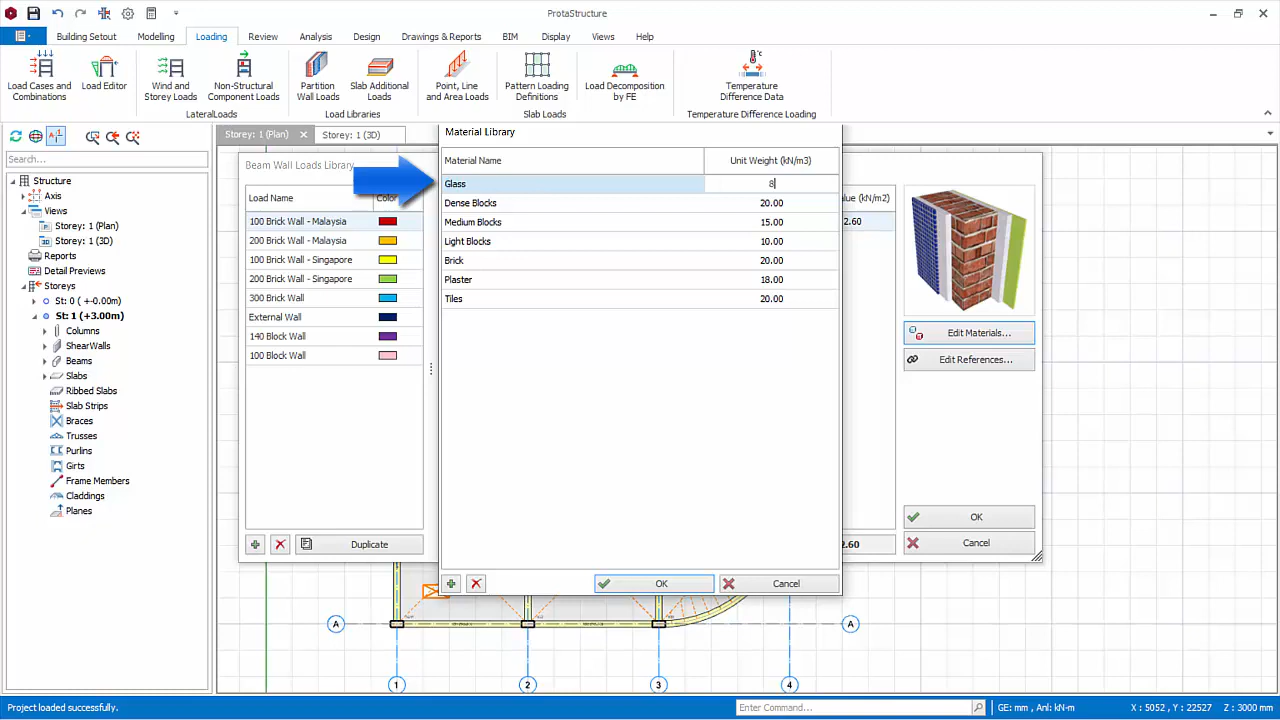 ProtaStructure
Building Setout
Modelling
Loading
Review
Analysis
Design
Drawings & Reports
BIM
Display
Views
Help
Load Cases and
Combinations
Load Editor
Wind and
Storey Loads
Non-Structural
Component Loads
Partition
Wall Loads
Slab Additional
Loads
Point, Line
and Area Loads
Pattern Loading
Definitions
Load Decomposition
by FE
°C
Temperature
Difference Data
LateralLoads
Load Libraries
Slab Loads
Temperature Difference Loading
Storey: 1 (Plan)
Storey: 1 (3D)
Search...
Structure
Axis
Views
Storey: 1 (Plan)
Storey: 1 (3D)
Reports
Detail Previews
Storeys
St: 0 ( +-0.00m)
St: 1 (+3.00m)
Columns
ShearWalls
Beams
Slabs
Ribbed Slabs
Slab Strips
Braces
Trusses
Purlins
Girts
Frame Members
Claddings
Planes
Beam Wall Loads Library
Load Name
Color
100 Brick Wall - Malaysia
200 Brick Wall - Malaysia
100 Brick Wall - Singapore
200 Brick Wall - Singapore
300 Brick Wall
External Wall
140 Block Wall
100 Block Wall
Duplicate
Material Library
Material Name
Unit Weight (kN/m3)
Glass
8
Dense Blocks
20.00
Medium Blocks
15.00
Light Blocks
10.00
Brick
20.00
Plaster
18.00
Tiles
20.00
OK
Cancel
alue (kN/m2)
2.60
2.60
Edit Materials...
Edit References...
OK
Cancel
A
A
1
2
3
4
Project loaded successfully.
Enter Command...
GE: mm , Anl: kN-m
X : 5052 , Y : 22527
Z : 3000 mm